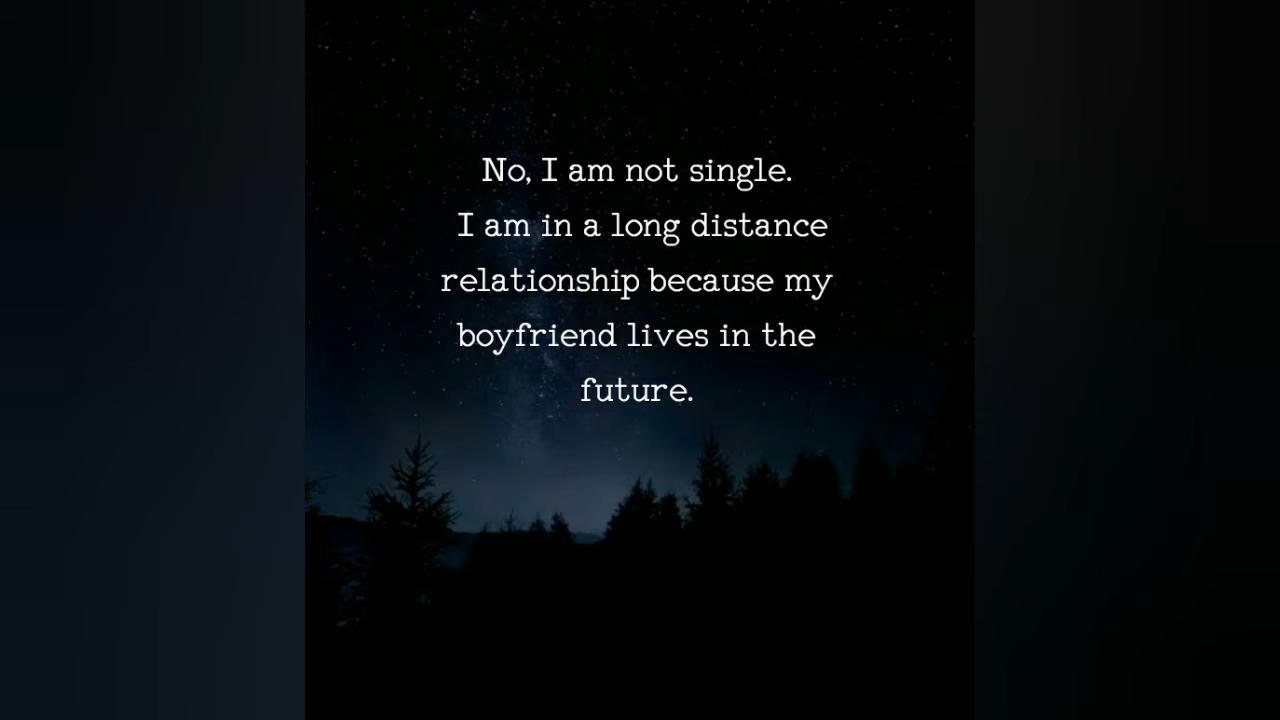 No, I am not single.
I am in a long distance
relationship because my
boyfriend lives in the
future.